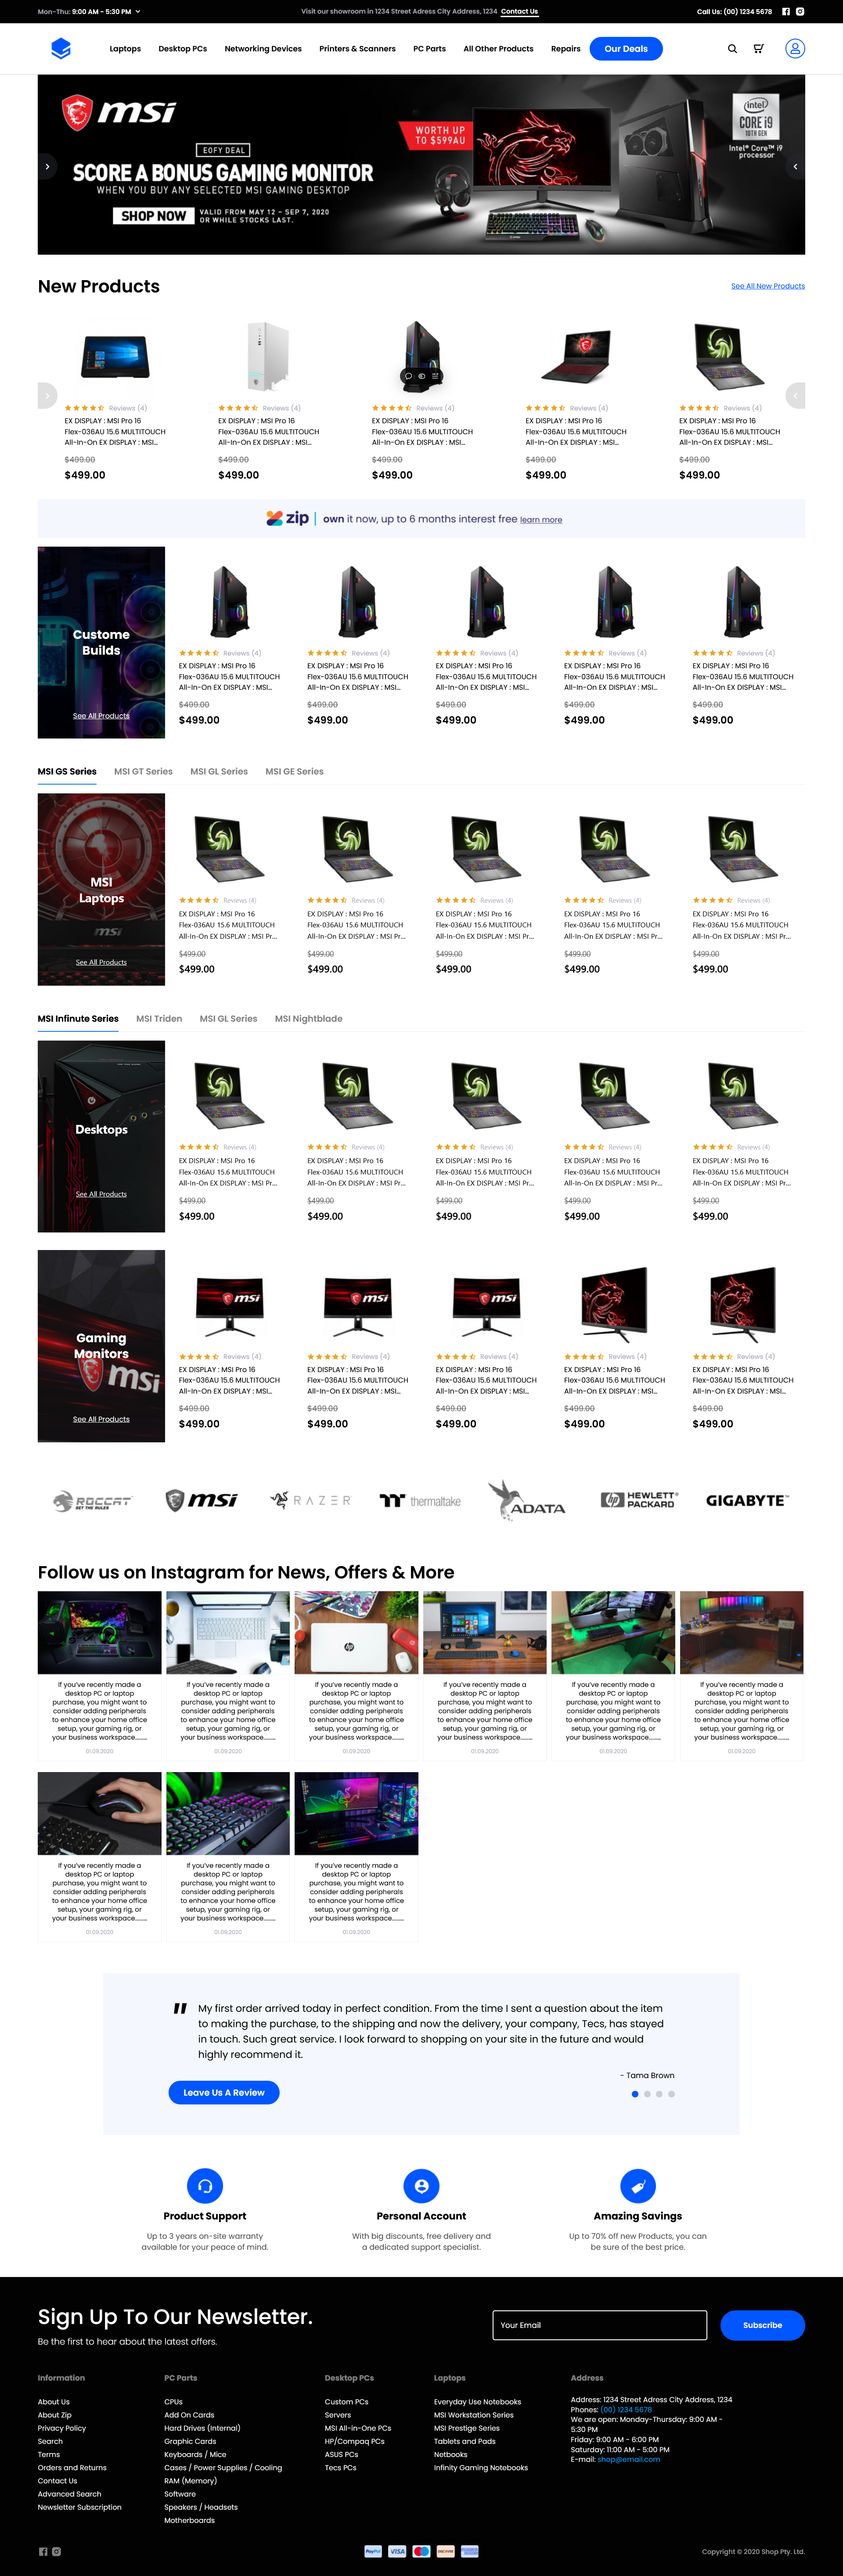 Mon-Thu: 9:00 AM - 5:30 PM
Visit our showroom in 1234 Street Adress City Address, 1234 Contact Us
Call Us: (00) 1234 5678
Laptops Desktop PCs Networking Devices Printers & Scanners PC Parts All Other Products Repairs Our Deals
msi
EOFY DEAL
SCORE A BONUS GAMING MONITOR
WHEN YOU BUY ANY SELECTED MSI GAMING DESKTOP
SHOP NOW
VALID FROM MAY 12 - SEP 7, 2020
OR WHILE STOCKS LAST.
WORTH UP
TO $599AU
intel
CORE i9
10TH GEN
Intel® Core™ i9
processor
New Products
See All New Products
Reviews (4) Reviews (4) Reviews (4) Reviews (4) Reviews (4)
EX DISPLAY : MSI Pro 16 EX DISPLAY : MSI Pro 16 EX DISPLAY : MSI Pro 16 EX DISPLAY : MSI Pro 16 EX DISPLAY : MSI Pro 16
Flex-036AU 15.6 MULTITOUCH Flex-036AU 15.6 MULTITOUCH Flex-036AU 15.6 MULTITOUCH Flex-036AU 15.6 MULTITOUCH Flex-036AU 15.6 MULTITOUCH
All-In-On EX DISPLAY : MSI... All-In-On EX DISPLAY : MSI... All-In-On EX DISPLAY : MSI... All-In-On EX DISPLAY : MSI... All-In-On EX DISPLAY : MSI...
$499.00 $499.00 $499.00 $499.00 $499.00
$499.00 $499.00 $499.00 $499.00 $499.00
zip own it now, up to 6 months interest free learn more
Custome
Builds
See All Products
Reviews (4) Reviews (4) Reviews (4) Reviews (4) Reviews (4)
EX DISPLAY : MSI Pro 16 EX DISPLAY : MSI Pro 16 EX DISPLAY : MSI Pro 16 EX DISPLAY : MSI Pro 16 EX DISPLAY : MSI Pro 16
Flex-036AU 15.6 MULTITOUCH Flex-036AU 15.6 MULTITOUCH Flex-036AU 15.6 MULTITOUCH Flex-036AU 15.6 MULTITOUCH Flex-036AU 15.6 MULTITOUCH
All-In-On EX DISPLAY : MSI... All-In-On EX DISPLAY : MSI... All-In-On EX DISPLAY : MSI... All-In-On EX DISPLAY : MSI... All-In-On EX DISPLAY : MSI...
$499.00 $499.00 $499.00 $499.00 $499.00
$499.00 $499.00 $499.00 $499.00 $499.00
MSI GS Series MSI GT Series MSI GL Series MSI GE Series
MSI
Laptops
msi
See All Products
Reviews (4) Reviews (4) Reviews (4) Reviews (4) Reviews (4)
EX DISPLAY : MSI Pro 16 EX DISPLAY : MSI Pro 16 EX DISPLAY : MSI Pro 16 EX DISPLAY : MSI Pro 16 EX DISPLAY : MSI Pro 16
Flex-036AU 15.6 MULTITOUCH Flex-036AU 15.6 MULTITOUCH Flex-036AU 15.6 MULTITOUCH Flex-036AU 15.6 MULTITOUCH Flex-036AU 15.6 MULTITOUCH
All-In-On EX DISPLAY : MSI Pr... All-In-On EX DISPLAY : MSI Pr... All-In-On EX DISPLAY : MSI Pr... All-In-On EX DISPLAY : MSI Pr... All-In-On EX DISPLAY : MSI Pr...
$499.00 $499.00 $499.00 $499.00 $499.00
$499.00 $499.00 $499.00 $499.00 $499.00
MSI Infinute Series MSI Triden MSI GL Series MSI Nightblade
Desktops
See All Products
Reviews (4) Reviews (4) Reviews (4) Reviews (4) Reviews (4)
EX DISPLAY : MSI Pro 16 EX DISPLAY : MSI Pro 16 EX DISPLAY : MSI Pro 16 EX DISPLAY : MSI Pro 16 EX DISPLAY : MSI Pro 16
Flex-036AU 15.6 MULTITOUCH Flex-036AU 15.6 MULTITOUCH Flex-036AU 15.6 MULTITOUCH Flex-036AU 15.6 MULTITOUCH Flex-036AU 15.6 MULTITOUCH
All-In-On EX DISPLAY : MSI Pr... All-In-On EX DISPLAY : MSI Pr... All-In-On EX DISPLAY : MSI Pr... All-In-On EX DISPLAY : MSI Pr... All-In-On EX DISPLAY : MSI Pr...
$499.00 $499.00 $499.00 $499.00 $499.00
$499.00 $499.00 $499.00 $499.00 $499.00
Gaming
Monitors
msi
See All Products
msi msi msi
Reviews (4) Reviews (4) Reviews (4) Reviews (4) Reviews (4)
EX DISPLAY : MSI Pro 16 EX DISPLAY : MSI Pro 16 EX DISPLAY : MSI Pro 16 EX DISPLAY : MSI Pro 16 EX DISPLAY : MSI Pro 16
Flex-036AU 15.6 MULTITOUCH Flex-036AU 15.6 MULTITOUCH Flex-036AU 15.6 MULTITOUCH Flex-036AU 15.6 MULTITOUCH Flex-036AU 15.6 MULTITOUCH
All-In-On EX DISPLAY : MSI... All-In-On EX DISPLAY : MSI... All-In-On EX DISPLAY : MSI... All-In-On EX DISPLAY : MSI... All-In-On EX DISPLAY : MSI...
$499.00 $499.00 $499.00 $499.00 $499.00
$499.00 $499.00 $499.00 $499.00 $499.00
ROCCAT
SET THE RULES
msi
RAZER
thermaltake
ADATA
hp HEWLETT®
PACKARD
GIGABYTE™
Follow us on Instagram for News, Offers & More
If you've recently made a
desktop PC or laptop
purchase, you might want to
consider adding peripherals
to enhance your home office
setup, your gaming rig, or
your business workspace.........
01.09.2020
If you've recently made a
desktop PC or laptop
purchase, you might want to
consider adding peripherals
to enhance your home office
setup, your gaming rig, or
your business workspace.........
01.09.2020
hp
If you've recently made a
desktop PC or laptop
purchase, you might want to
consider adding peripherals
to enhance your home office
setup, your gaming rig, or
your business workspace.........
01.09.2020
If you've recently made a
desktop PC or laptop
purchase, you might want to
consider adding peripherals
to enhance your home office
setup, your gaming rig, or
your business workspace.........
01.09.2020
If you've recently made a
desktop PC or laptop
purchase, you might want to
consider adding peripherals
to enhance your home office
setup, your gaming rig, or
your business workspace.........
01.09.2020
If you've recently made a
desktop PC or laptop
purchase, you might want to
consider adding peripherals
to enhance your home office
setup, your gaming rig, or
your business workspace.........
01.09.2020
If you've recently made a
desktop PC or laptop
purchase, you might want to
consider adding peripherals
to enhance your home office
setup, your gaming rig, or
your business workspace.........
01.09.2020
If you've recently made a
desktop PC or laptop
purchase, you might want to
consider adding peripherals
to enhance your home office
setup, your gaming rig, or
your business workspace.........
01.09.2020
If you've recently made a
desktop PC or laptop
purchase, you might want to
consider adding peripherals
to enhance your home office
setup, your gaming rig, or
your business workspace.........
01.09.2020
" My first order arrived today in perfect condition. From the time I sent a question about the item
to making the purchase, to the shipping and now the delivery, your company, Tecs, has stayed
in touch. Such great service. I look forward to shopping on your site in the future and would
highly recommend it.
- Tama Brown
Leave Us A Review
Product Support
Up to 3 years on-site warranty
available for your peace of mind.
Personal Account
With big discounts, free delivery and
a dedicated support specialist.
Amazing Savings
Up to 70% off new Products, you can
be sure of the best price.
Sign Up To Our Newsletter.
Be the first to hear about the latest offers.
Your Email
Subscribe
Information
About Us
About Zip
Privacy Policy
Search
Terms
Orders and Returns
Contact Us
Advanced Search
Newsletter Subscription
PC Parts
CPUs
Add On Cards
Hard Drives (Internal)
Graphic Cards
Keyboards / Mice
Cases / Power Supplies / Cooling
RAM (Memory)
Software
Speakers / Headsets
Motherboards
Desktop PCs
Custom PCs
Servers
MSI All-in-One PCs
HP/Compaq PCs
ASUS PCs
Tecs PCs
Laptops
Everyday Use Notebooks
MSI Workstation Series
MSI Prestige Series
Tablets and Pads
Netbooks
Infinity Gaming Notebooks
Address
Address: 1234 Street Adress City Address, 1234
Phones: (00) 1234 5678
We are open: Monday-Thursday: 9:00 AM -
5:30 PM
Friday: 9:00 AM - 6:00 PM
Saturday: 11:00 AM - 5:00 PM
E-mail: shop@email.com
PayPal VISA DISCOVER
Copyright © 2020 Shop Pty. Ltd.